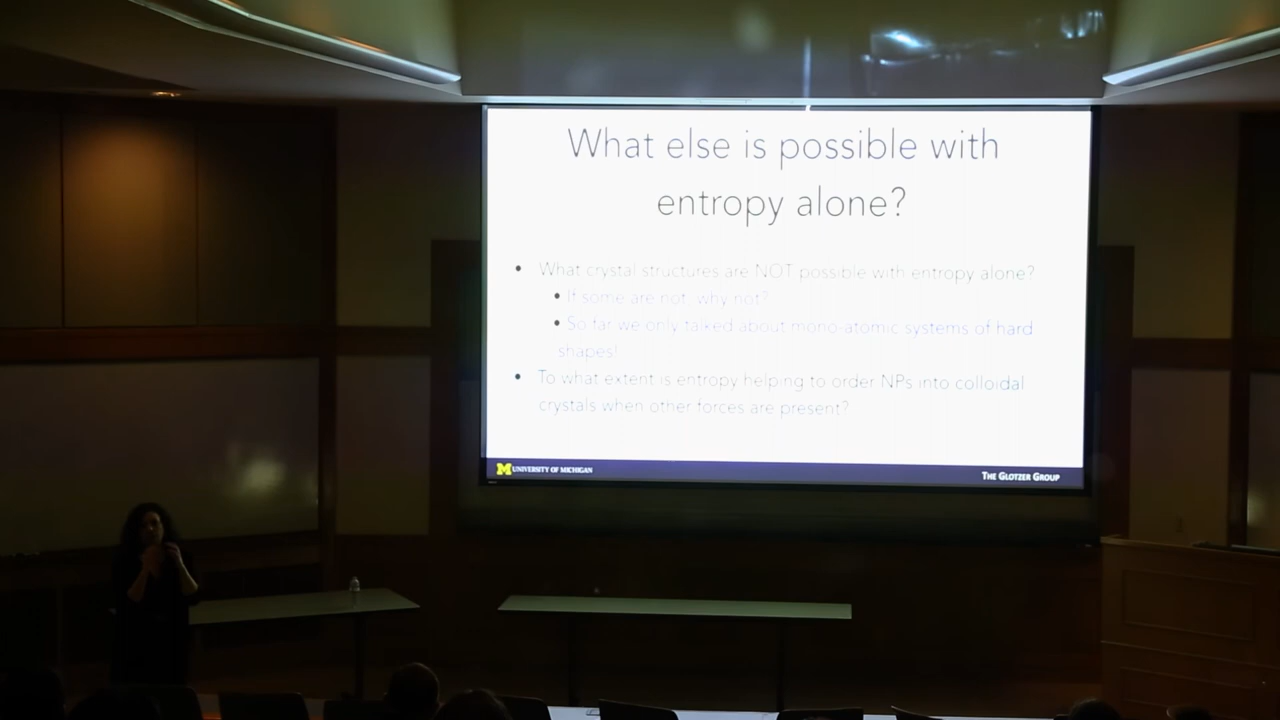 What else is possible with
entropy alone?
• What crystal structures are NOT possible with entropy alone?
• If some are not, why not?
• So far we only talked about mono-atomic systems of hard
shapes!
• To what extent is entropy helping to order NPs into colloidal
crystals when other forces are present?
M UNIVERSITY OF MICHIGAN
THE GLOTZER GROUP